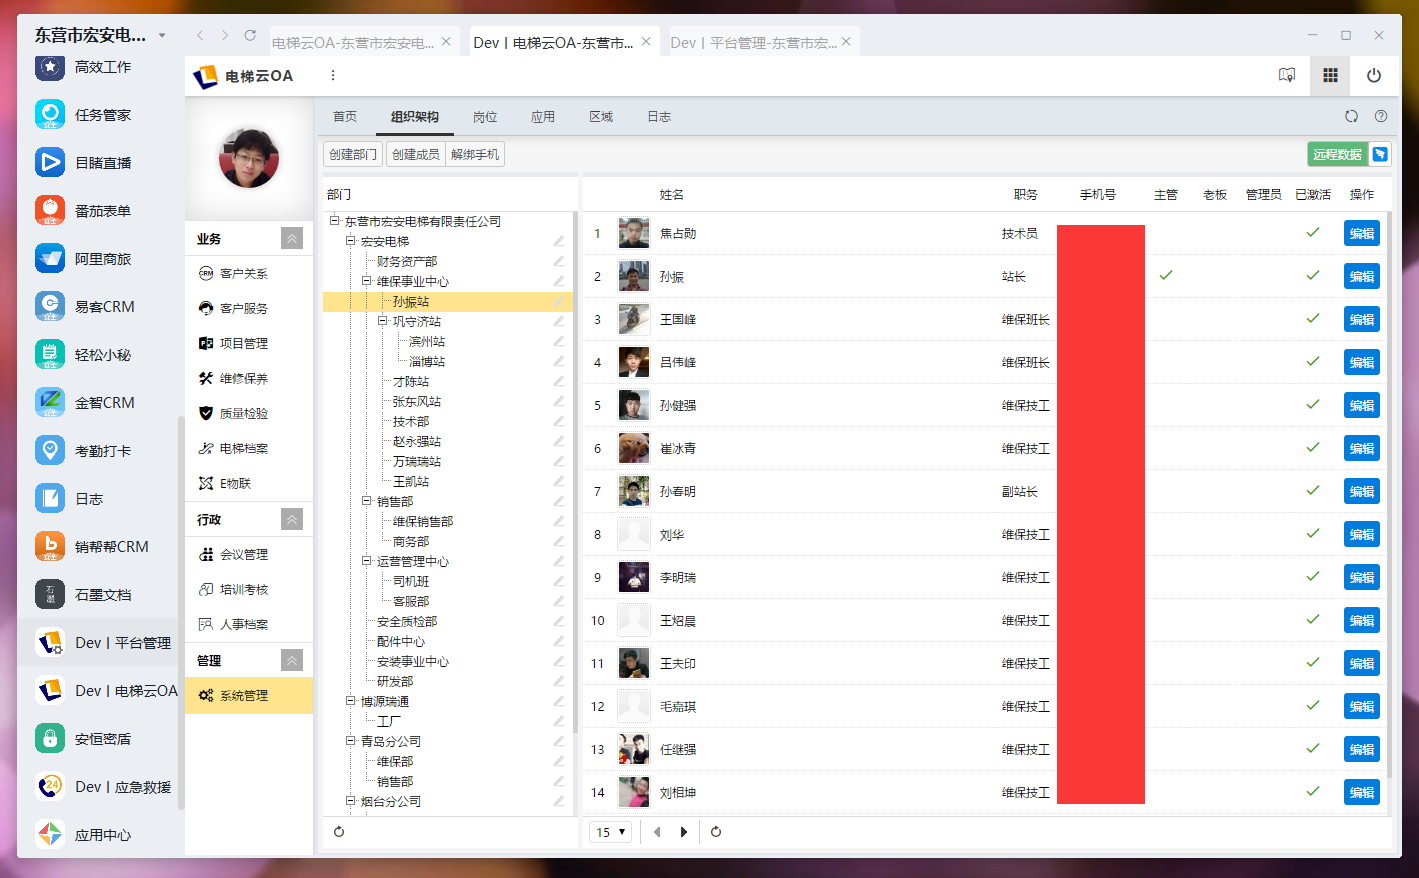 东营市宏安电...
电梯云OA-东营市宏安电...
Dev丨电梯云OA-东营市...
Dev丨平台管理-东营市宏...
高效工作
任务管家
目睹直播
番茄表单
阿里商旅
易客CRM
轻松小秘
金智CRM
考勤打卡
日志
销帮帮CRM
石墨文档
Dev丨平台管理
Dev丨电梯云OA
安恒密盾
Dev丨应急救援
应用中心
电梯云OA
业务
客户关系
客户服务
项目管理
维修保养
质量检验
电梯档案
E物联
行政
会议管理
培训考核
人事档案
管理
系统管理
首页 组织架构 岗位 应用 区域 日志
创建部门 创建成员 解绑手机 远程数据
部门
东营市宏安电梯有限责任公司
宏安电梯
财务资产部
维保事业中心
孙振站
巩守济站
滨州站
淄博站
才陈站
张东风站
技术部
赵永强站
万瑞瑞站
王凯站
销售部
维保销售部
商务部
运营管理中心
司机班
客服部
安全质检部
配件中心
安装事业中心
研发部
博源瑞通
工厂
青岛分公司
维保部
销售部
烟台分公司
姓名 职务 手机号 主管 老板 管理员 已激活 操作
1 焦占勋 技术员 编辑
2 孙振 站长 编辑
3 王国峰 维保班长 编辑
4 吕伟峰 维保班长 编辑
5 孙健强 维保技工 编辑
6 崔冰青 维保技工 编辑
7 孙春明 副站长 编辑
8 刘华 维保技工 编辑
9 李明瑞 维保技工 编辑
10 王炤晨 维保技工 编辑
11 王夫印 维保技工 编辑
12 毛嘉琪 维保技工 编辑
13 任继强 维保技工 编辑
14 刘相坤 维保技工 编辑
15